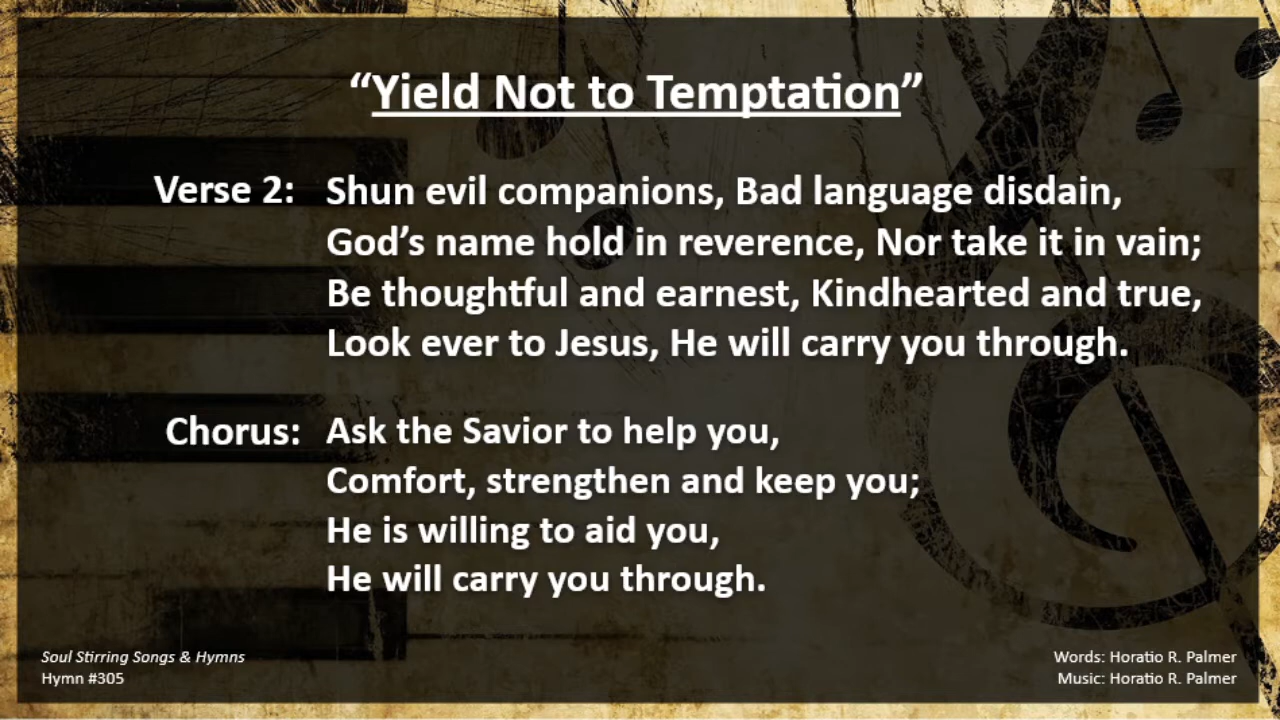 “Yield Not to Temptation”
Verse 2: Shun evil companions, Bad language disdain,
God’s name hold in reverence, Nor take it in vain;
Be thoughtful and earnest, Kindhearted and true,
Look ever to Jesus, He will carry you through.
Chorus: Ask the Savior to help you,
Comfort, strengthen and keep you;
He is willing to aid you,
He will carry you through.
Soul Stirring Songs & Hymns
Hymn #305
Words: Horatio R. Palmer
Music: Horatio R. Palmer